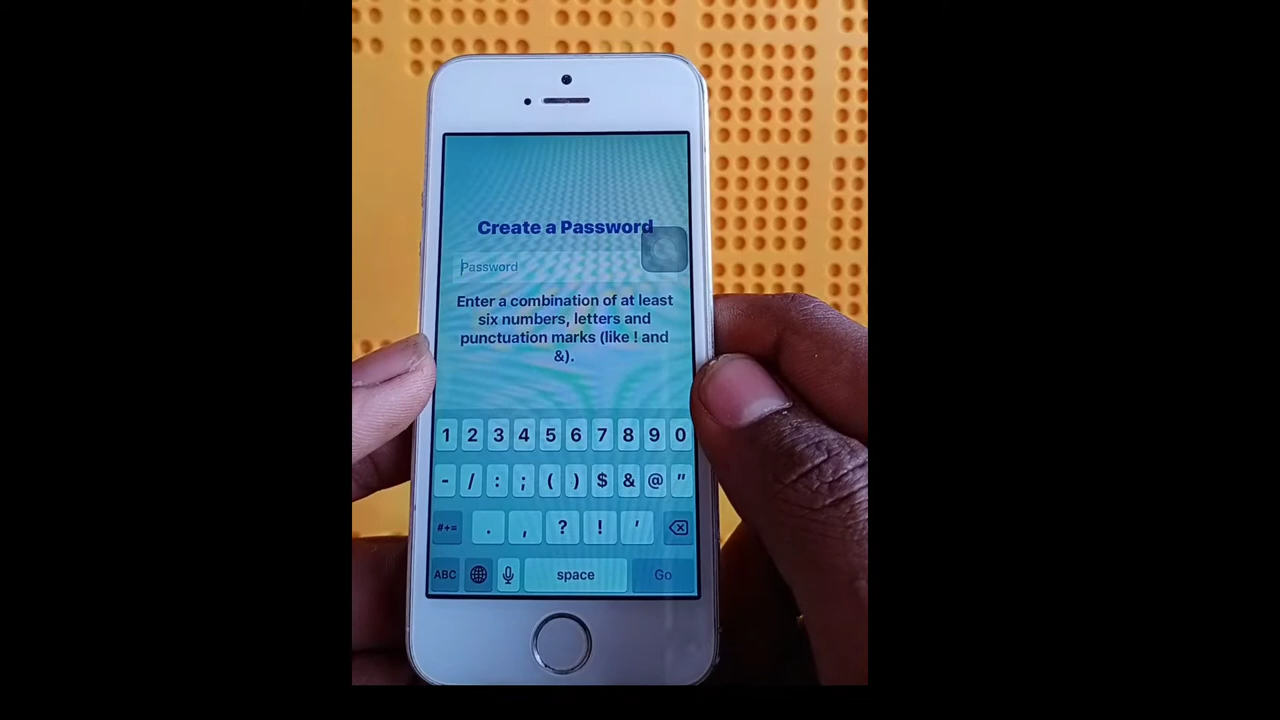 Create a Password
Password
Enter a combination of at least
six numbers, letters and
punctuation marks (like ! and
&).
1 2 3 4 5 6 7 8 9 0
- / : ; ( ) $ & @ "
#+= . , ? ! '
ABC space Go